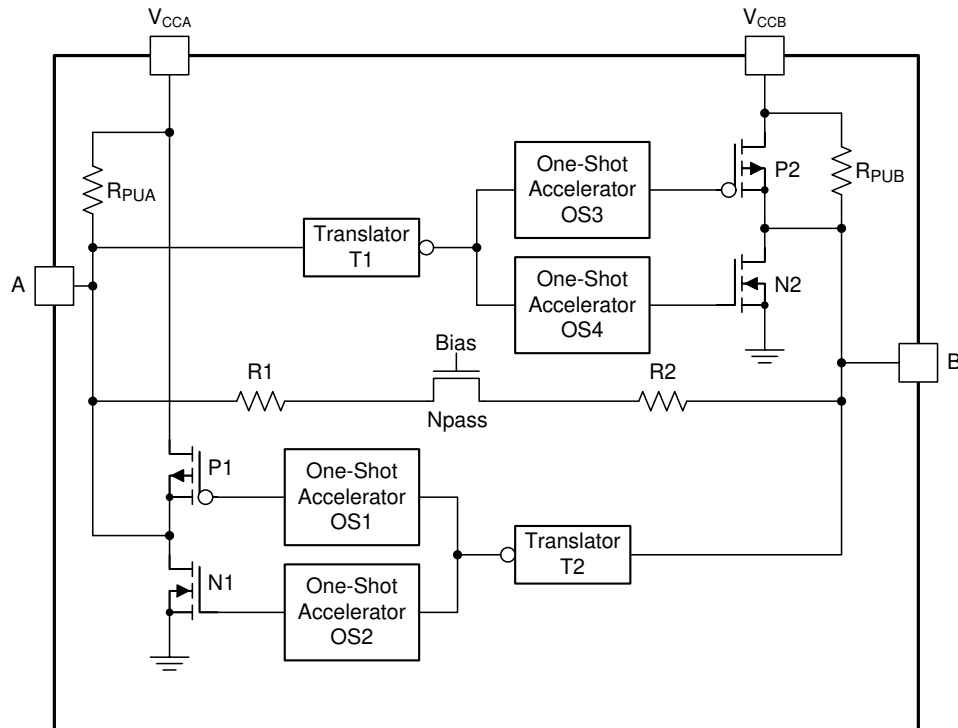 VCCA
VCCB
RPUA
One-Shot
Accelerator
OS3
P2
RPUB
Translator
T1
A
One-Shot
Accelerator
OS4
N2
Bias
B
R1
R2
Npass
P1
One-Shot
Accelerator
OS1
Translator
T2
N1
One-Shot
Accelerator
OS2